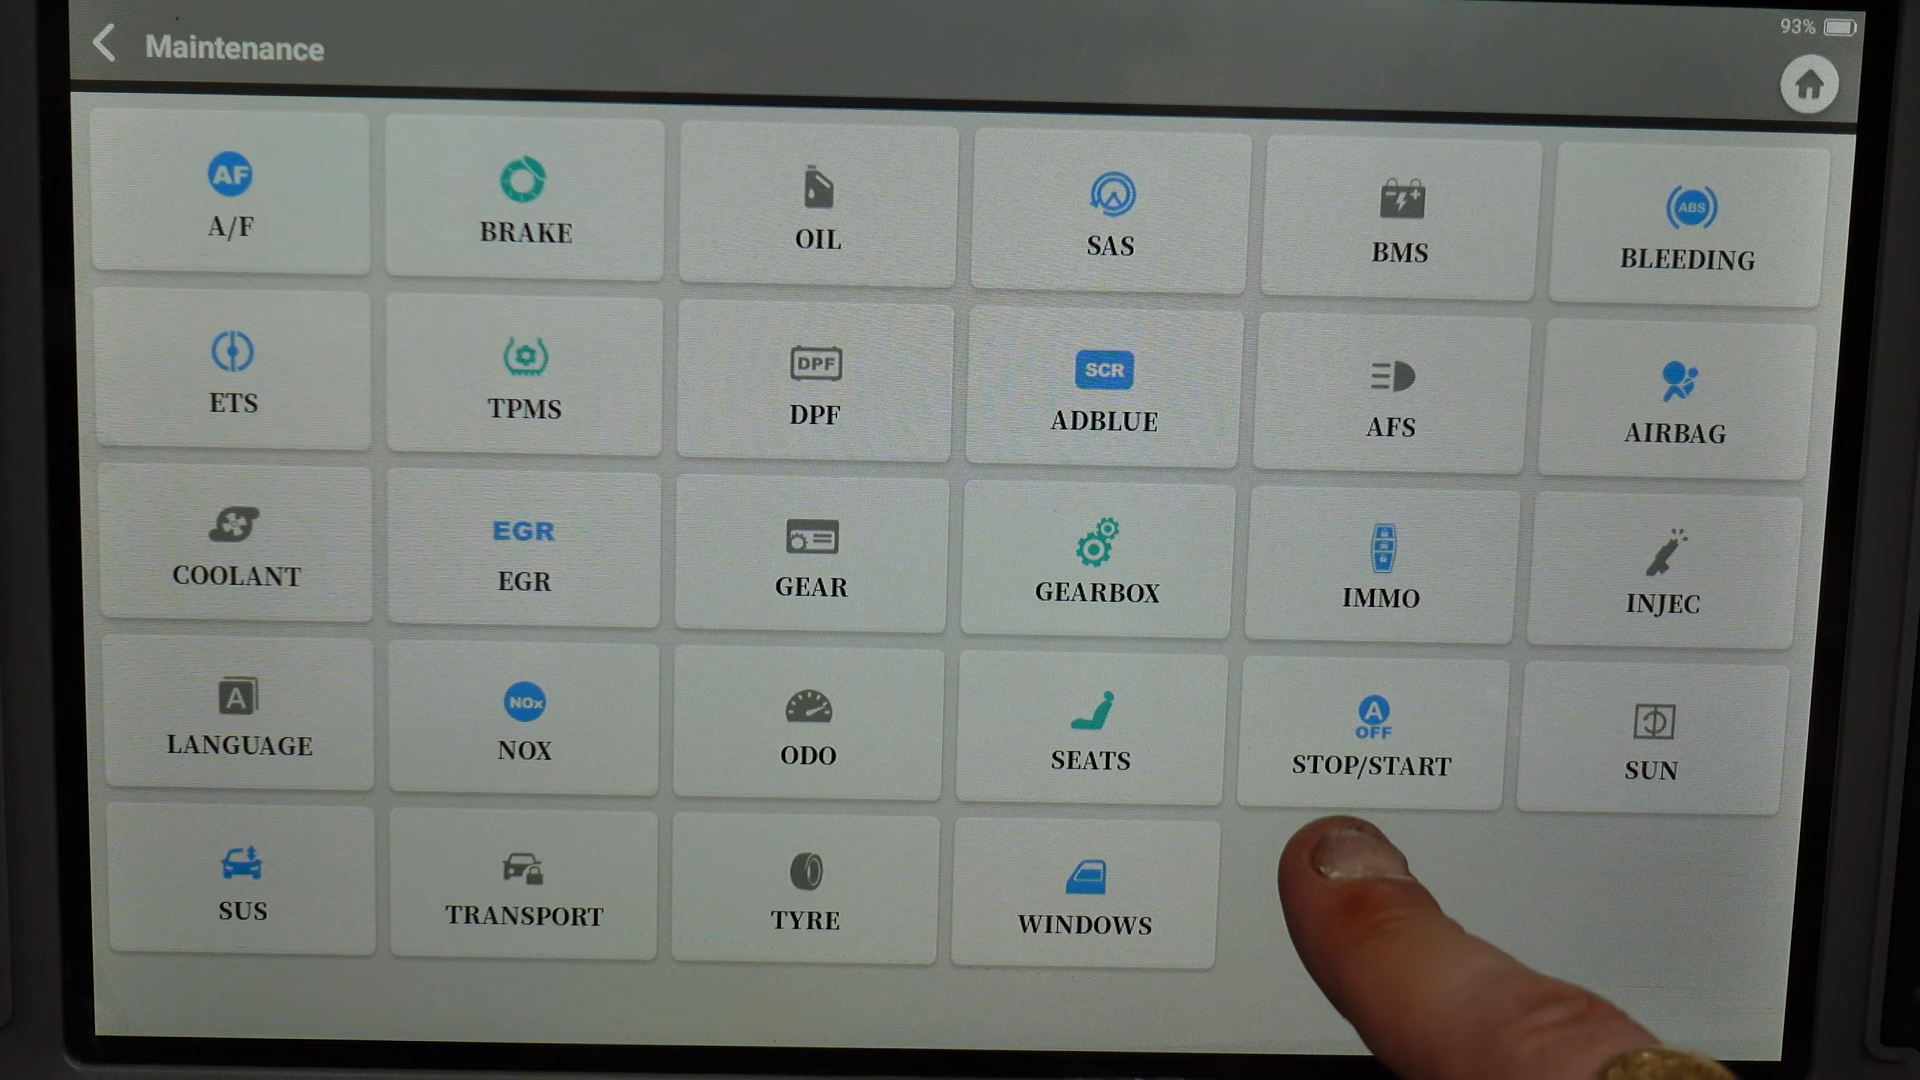 93%
Maintenance
AF
A/F
BRAKE
OIL
SAS
BMS
ABS
BLEEDING
ETS
TPMS
DPF
DPF
SCR
ADBLUE
AFS
AIRBAG
COOLANT
EGR
EGR
GEAR
GEARBOX
IMMO
INJEC
A
LANGUAGE
NOx
NOX
ODO
SEATS
A
OFF
STOP/START
SUN
SUS
TRANSPORT
TYRE
WINDOWS